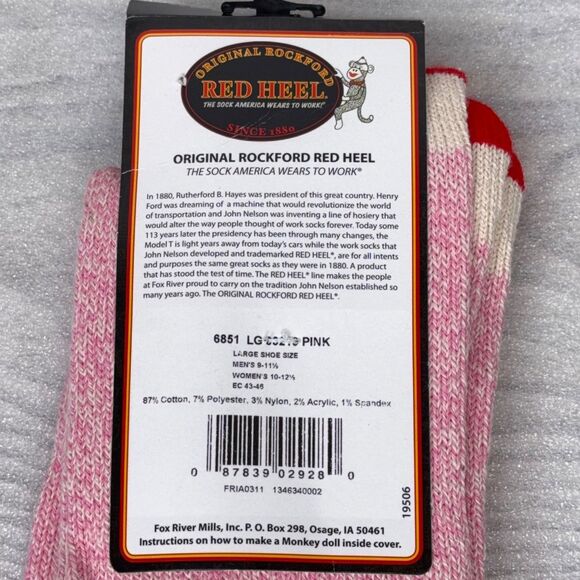 ORIGINAL ROCKFORD
RED HEEL®
THE SOCK AMERICA WEARS TO WORK!®
SINCE 1880
ORIGINAL ROCKFORD RED HEEL
THE SOCK AMERICA WEARS TO WORK®
In 1880, Rutherford B. Hayes was president of this great country. Henry
Ford was dreaming of a machine that would revolutionize the world
of transportation and John Nelson was inventing a line of hosiery that
would alter the way people thought of work socks forever. Today some
113 years later the presidency has been through many changes, the
Model T is light years away from today's cars while the work socks that
John Nelson developed and trademarked RED HEEL®, are for all intents
and purposes the same great socks as they were in 1880. A product
that has stood the test of time. The RED HEEL® line makes the people
at Fox River proud to carry on the tradition John Nelson established so
many years ago. The ORIGINAL ROCKFORD RED HEEL®.
6851 LG PINK
LARGE SHOE SIZE
MEN'S 9-11½
WOMEN'S 10-12½
EC 43-46
87% Cotton, 7% Polyester, 3% Nylon, 2% Acrylic, 1% Spandex
0 87839 02928 0
FRIA0311 1346340002
19506
Fox River Mills, Inc. P. O. Box 298, Osage, IA 50461
Instructions on how to make a Monkey doll inside cover.